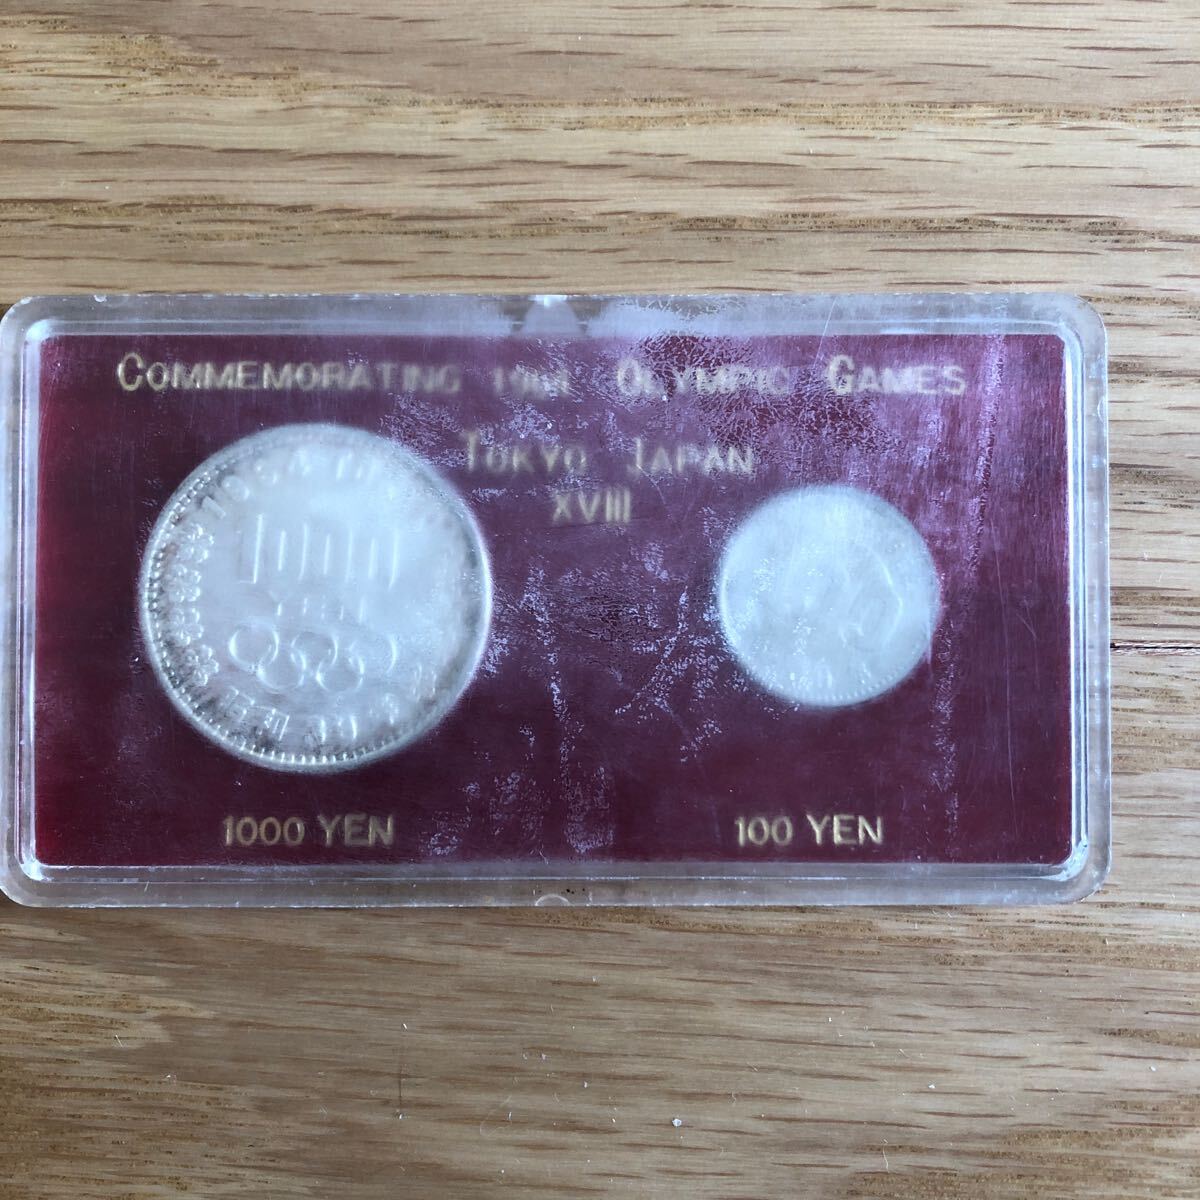 COMMEMORATING 1964 OLYMPIC GAMES
TOKYO JAPAN
XVIII
1000
1000 YEN
100 YEN